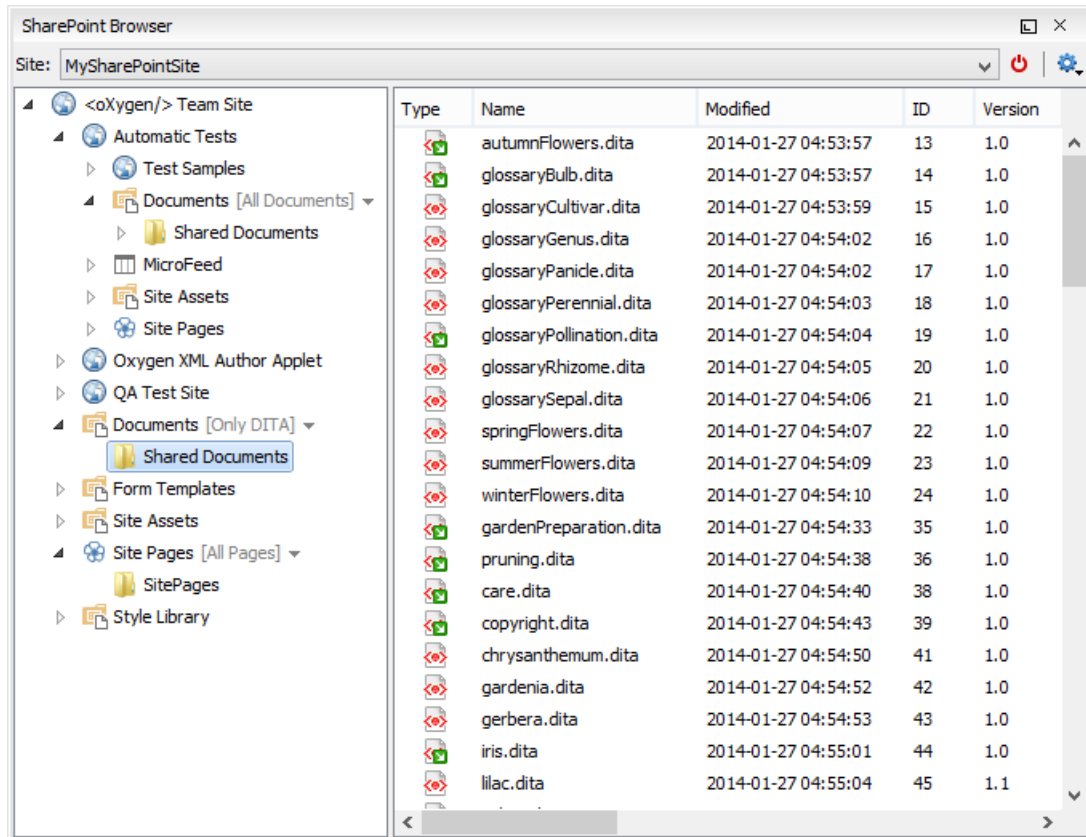 SharePoint Browser
Site: MySharePointSite
<oXygen/> Team Site
Automatic Tests
Test Samples
Documents [All Documents]
Shared Documents
MicroFeed
Site Assets
Site Pages
Oxygen XML Author Applet
QA Test Site
Documents [Only DITA]
Shared Documents
Form Templates
Site Assets
Site Pages [All Pages]
SitePages
Style Library
Type Name Modified ID Version
autumnFlowers.dita 2014-01-27 04:53:57 13 1.0
glossaryBulb.dita 2014-01-27 04:53:57 14 1.0
glossaryCultivar.dita 2014-01-27 04:53:59 15 1.0
glossaryGenus.dita 2014-01-27 04:54:02 16 1.0
glossaryPanicle.dita 2014-01-27 04:54:02 17 1.0
glossaryPerennial.dita 2014-01-27 04:54:03 18 1.0
glossaryPollination.dita 2014-01-27 04:54:04 19 1.0
glossaryRhizome.dita 2014-01-27 04:54:05 20 1.0
glossarySepal.dita 2014-01-27 04:54:06 21 1.0
springFlowers.dita 2014-01-27 04:54:07 22 1.0
summerFlowers.dita 2014-01-27 04:54:09 23 1.0
winterFlowers.dita 2014-01-27 04:54:10 24 1.0
gardenPreparation.dita 2014-01-27 04:54:33 35 1.0
pruning.dita 2014-01-27 04:54:38 36 1.0
care.dita 2014-01-27 04:54:40 38 1.0
copyright.dita 2014-01-27 04:54:43 39 1.0
chrysanthemum.dita 2014-01-27 04:54:50 41 1.0
gardenia.dita 2014-01-27 04:54:52 42 1.0
gerbera.dita 2014-01-27 04:54:53 43 1.0
iris.dita 2014-01-27 04:55:01 44 1.0
lilac.dita 2014-01-27 04:55:04 45 1.1